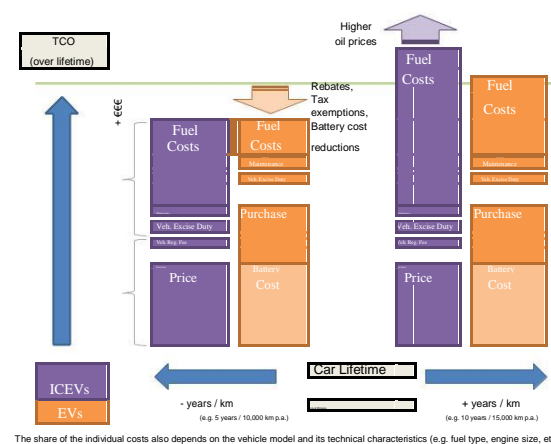 TCO
(over lifetime)
Higher
oil prices
+ €€€
Rebates,
Tax
exemptions,
Battery cost
reductions
Fuel
Costs
Veh. Excise Duty
Veh. Reg. Fee
Price
Fuel
Costs
Maintenance
Veh. Excise Duty
Purchase
Battery
Cost
Fuel
Costs
Veh. Excise Duty
Veh. Reg. Fee
Price
Fuel
Costs
Maintenance
Veh. Excise Duty
Purchase
Battery
Cost
ICEVs
EVs
Car Lifetime
- years / km
(e.g. 5 years / 10,000 km p.a.)
+ years / km
(e.g. 10 years / 15,000 km p.a.)
The share of the individual costs also depends on the vehicle model and its technical characteristics (e.g. fuel type, engine size, et